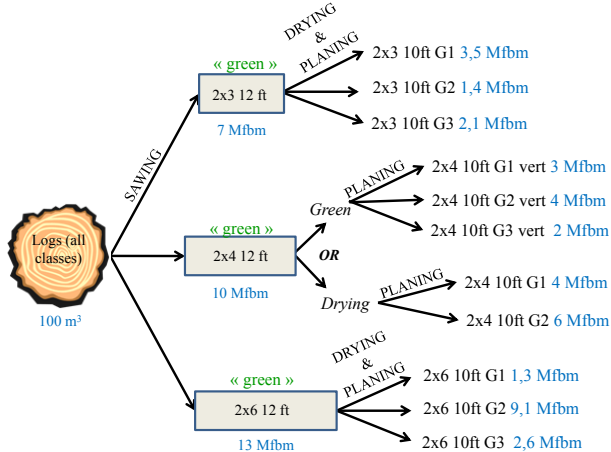 DRYING
&
PLANING
« green »
2x3 12 ft
7 Mfbm
2x3 10ft G1 3,5 Mfbm
2x3 10ft G2 1,4 Mfbm
2x3 10ft G3 2,1 Mfbm
SAWING
Logs (all
classes)
100 m³
« green »
2x4 12 ft
10 Mfbm
Green
OR
Drying
PLANING
2x4 10ft G1 vert 3 Mfbm
2x4 10ft G2 vert 4 Mfbm
2x4 10ft G3 vert 2 Mfbm
PLANING
2x4 10ft G1 4 Mfbm
2x4 10ft G2 6 Mfbm
DRYING
&
PLANING
« green »
2x6 12 ft
13 Mfbm
2x6 10ft G1 1,3 Mfbm
2x6 10ft G2 9,1 Mfbm
2x6 10ft G3 2,6 Mfbm